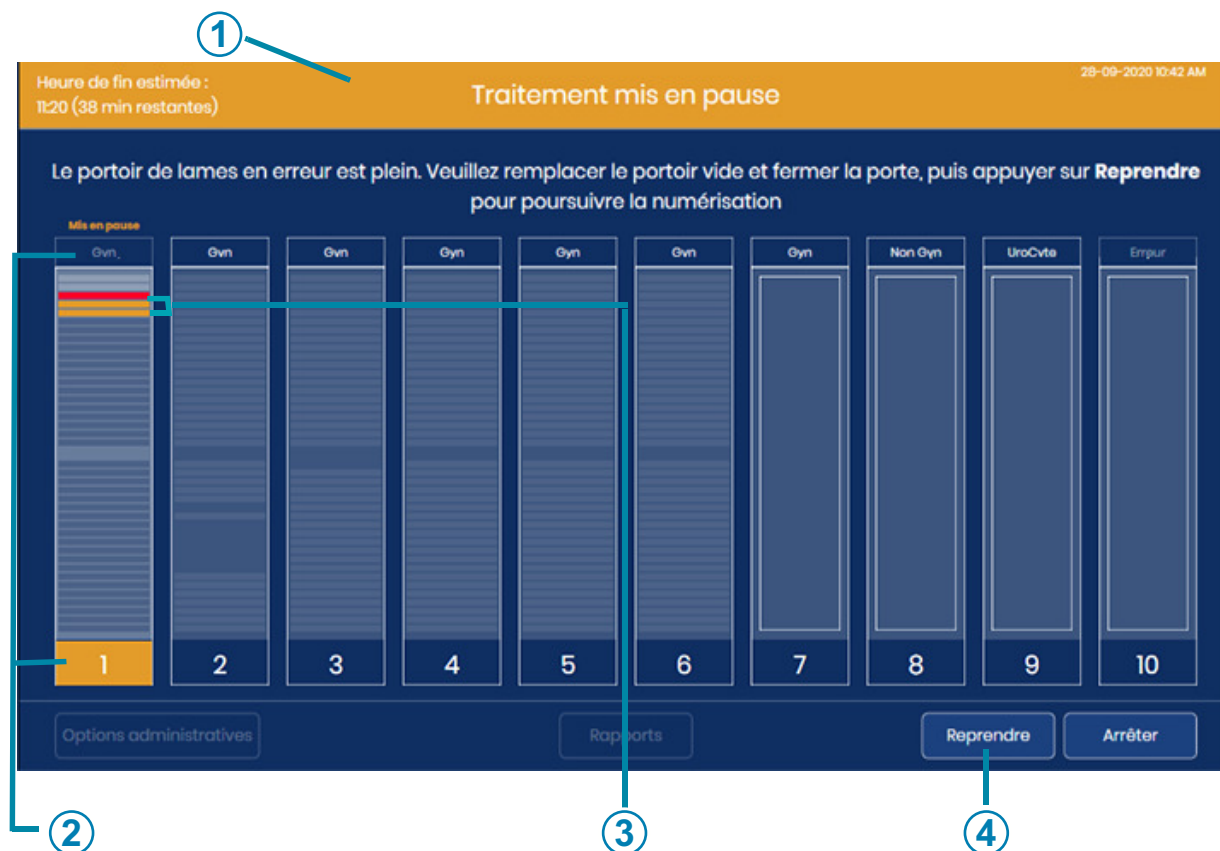 1
Heure de fin estimée :
11:20 (38 min restantes)
Traitement mis en pause
28-09-2020 10:42 AM
Le portoir de lames en erreur est plein. Veuillez remplacer le portoir vide et fermer la porte, puis appuyer sur Reprendre
pour poursuivre la numérisation
Mis en pause
Gyn
Gyn
Gyn
Gyn
Gyn
Gyn
Gyn
Non Gyn
UroCyte
Erreur
1
2
3
4
5
6
7
8
9
10
Options administratives
Rapports
Reprendre
Arrêter
2
3
4